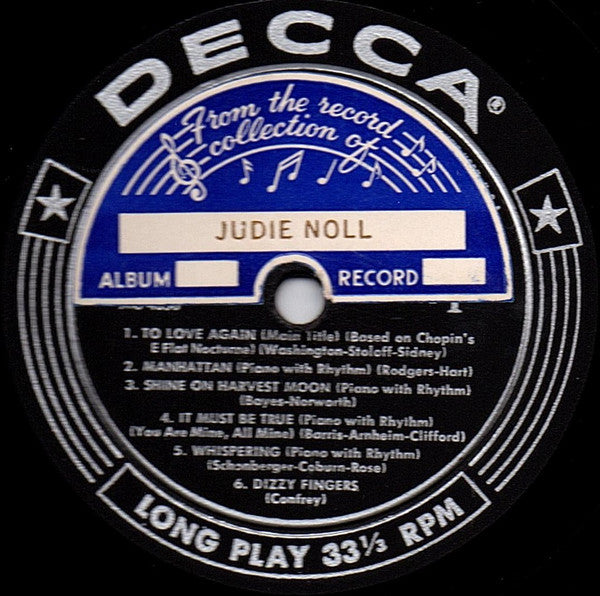 DECCA®
From the record
collection of
JUDIE NOLL
ALBUM RECORD
1. TO LOVE AGAIN (Main Title) (Based on Chopin's
E Flat Nocturne) (Washington-Stoloff-Sidney)
2. MANHATTAN (Piano with Rhythm) (Rodgers-Hart)
3. SHINE ON HARVEST MOON (Piano with Rhythm)
(Bayes-Norworth)
4. IT MUST BE TRUE (Piano with Rhythm)
(You Are Mine, All Mine) (Barris-Arnheim-Clifford)
5. WHISPERING (Piano with Rhythm)
(Schonberger-Coburn-Rose)
6. DIZZY FINGERS
(Confrey)
LONG PLAY 33⅓ RPM